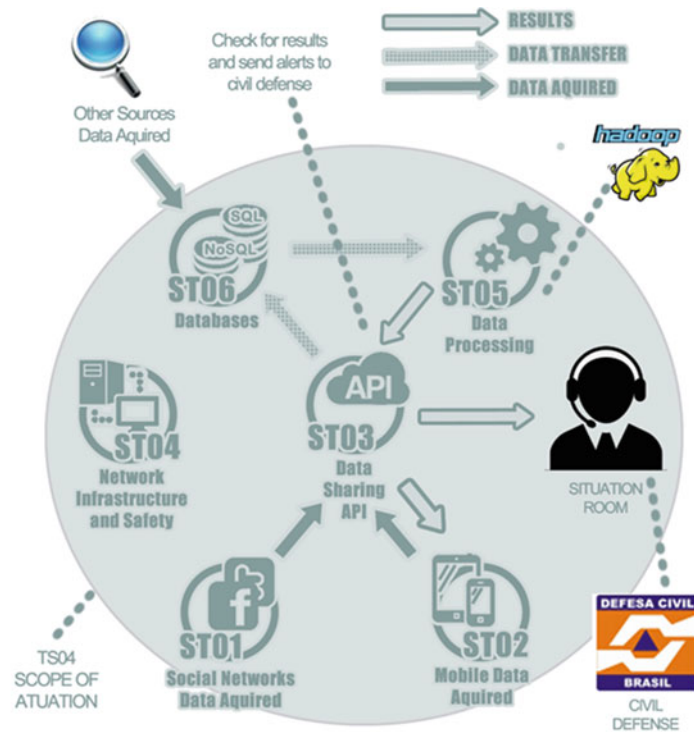 RESULTS
DATA TRANSFER
DATA AQUIRED
Check for results
and send alerts to
civil defense
Other Sources
Data Aquired
hadoop
SQL
NoSQL
ST06
Databases
ST05
Data
Processing
API
ST03
Data
Sharing
API
ST04
Network
Infrastructure
and Safety
SITUATION
ROOM
f
ST01
Social Networks
Data Aquired
ST02
Mobile Data
Aquired
TS04
SCOPE OF
ATUATION
DEFESA CIVIL
BRASIL
CIVIL
DEFENSE